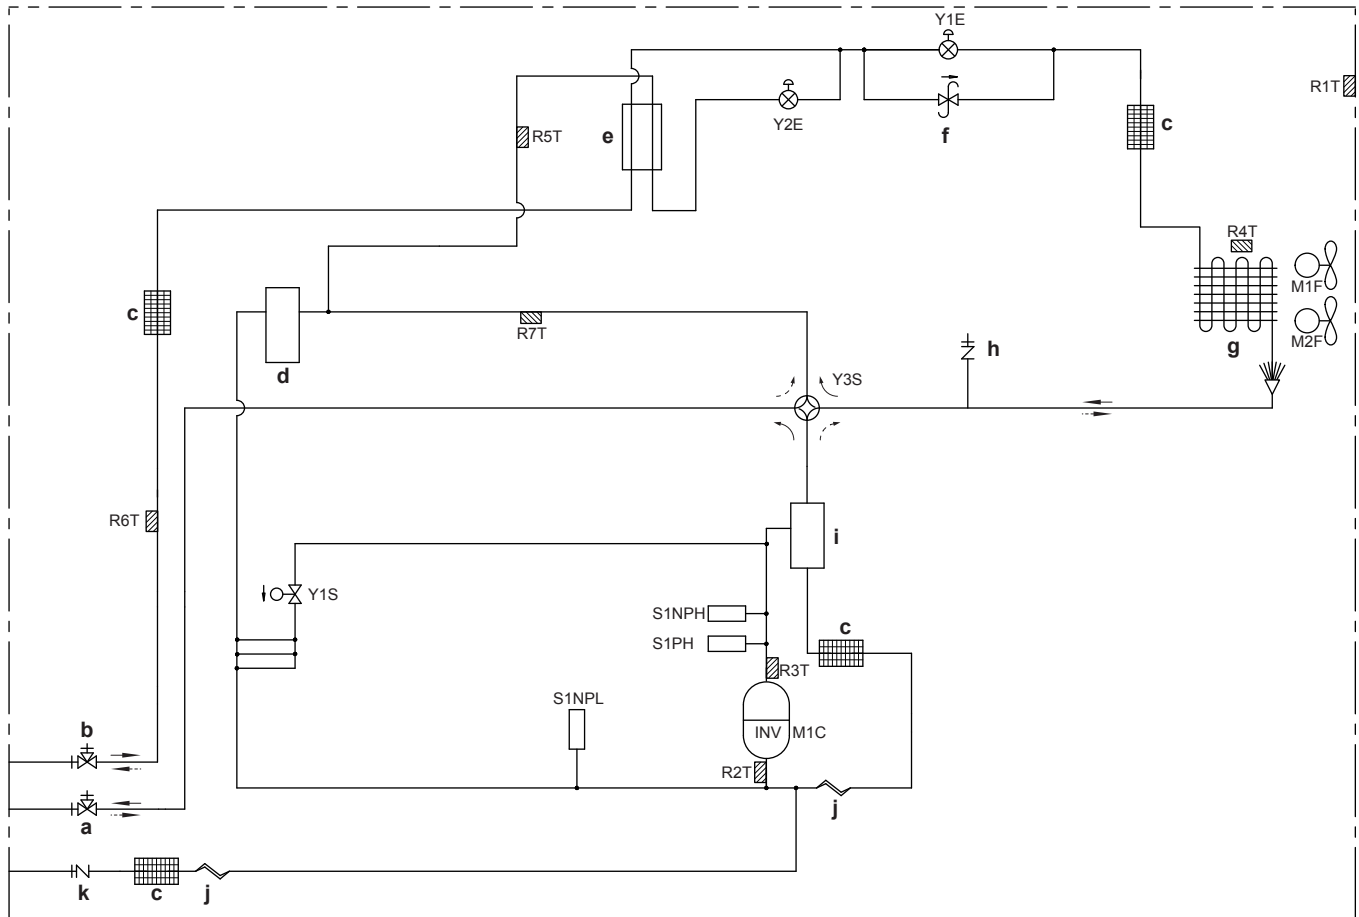 Y1E
R1T
c
Y2E
f
R5T
e
R4T
M1F
c
R7T
M2F
g
h
d
Y3S
R6T
i
Y1S
S1NPH
S1PH
c
R3T
S1NPL
b
INV
M1C
R2T
a
j
k
c
j